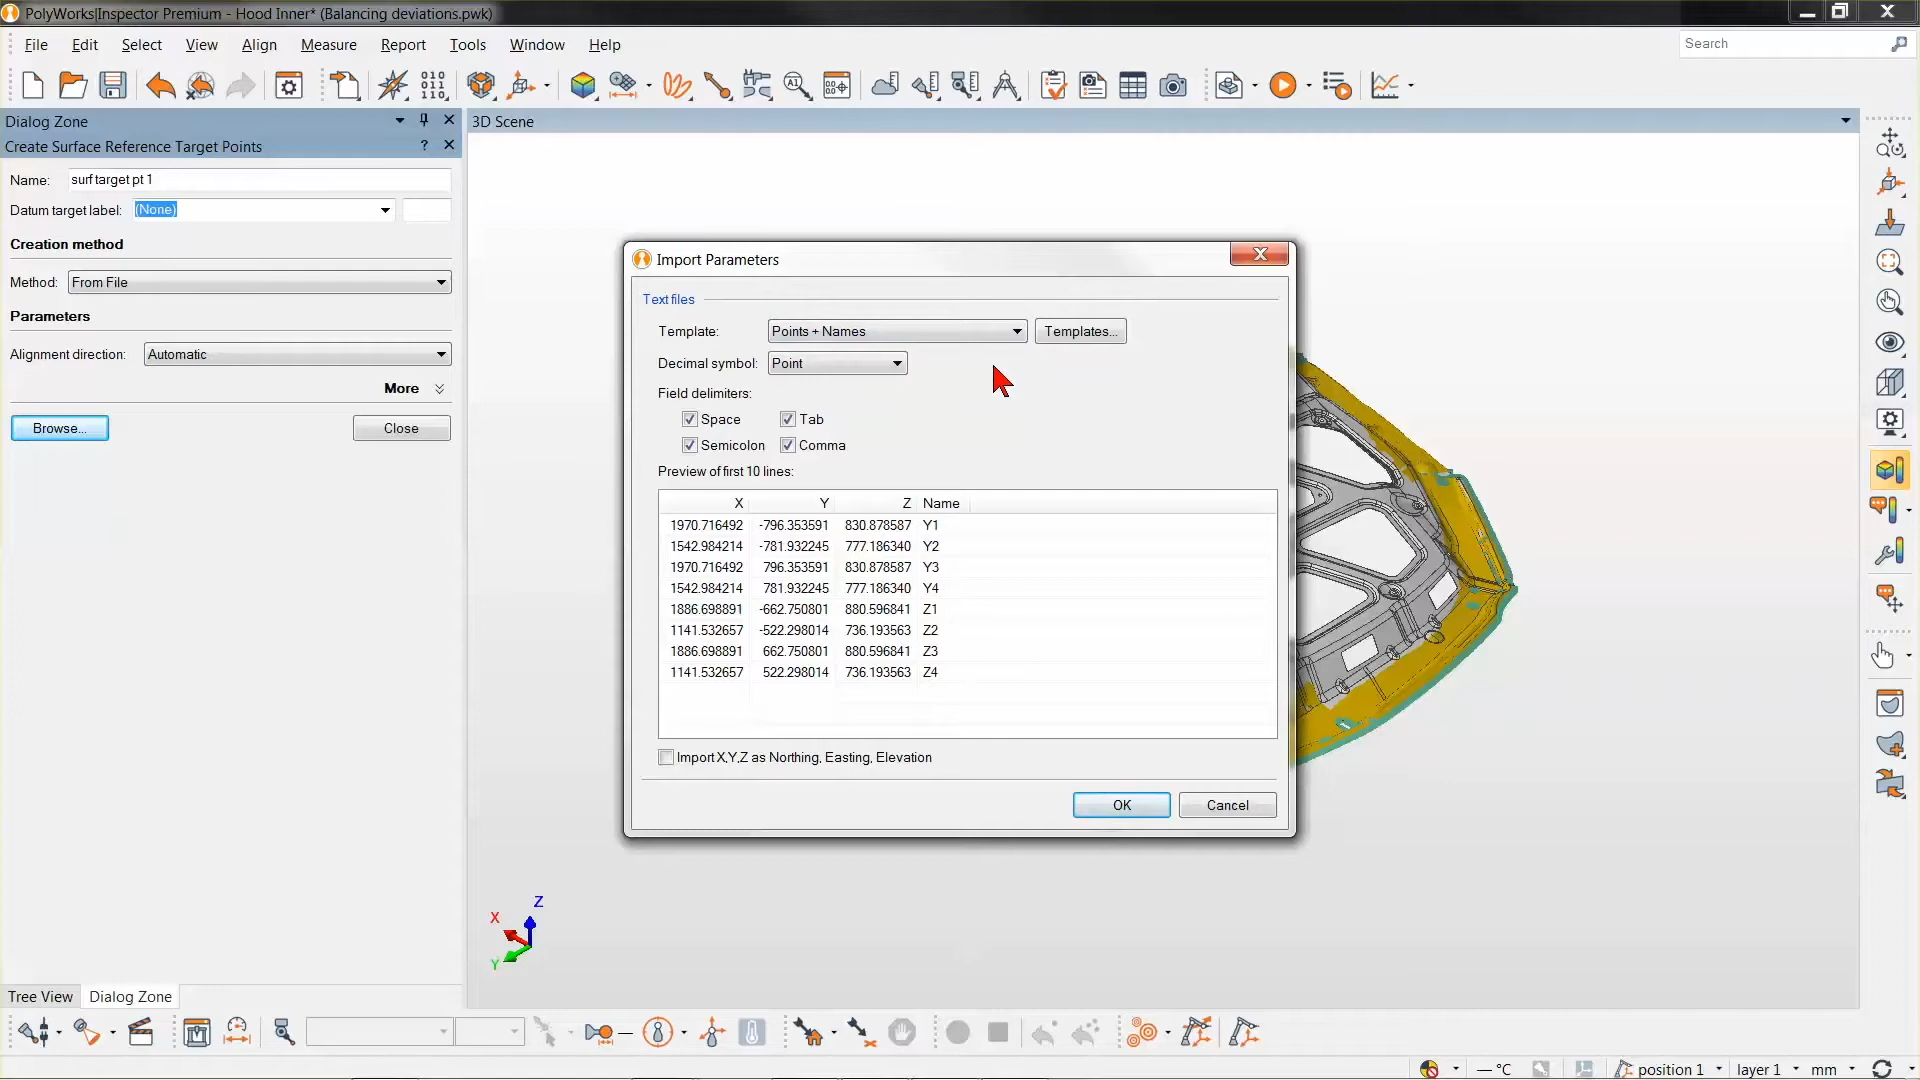 PolyWorks|Inspector Premium - Hood Inner* (Balancing deviations.pwk)
File Edit Select View Align Measure Report Tools Window Help
Search
Dialog Zone
3D Scene
Create Surface Reference Target Points
Name: surf target pt 1
Datum target label: (None)
Creation method
Method: From File
Parameters
Alignment direction: Automatic
More
Browse...
Close
Import Parameters
Text files
Template: Points + Names
Templates...
Decimal symbol: Point
Field delimiters:
Space
Tab
Semicolon
Comma
Preview of first 10 lines:
X Y Z Name
1970.716492 -796.353591 830.878587 Y1
1542.984214 -781.932245 777.186340 Y2
1970.716492 796.353591 830.878587 Y3
1542.984214 781.932245 777.186340 Y4
1886.698891 -662.750801 880.596841 Z1
1141.532657 -522.298014 736.193563 Z2
1886.698891 662.750801 880.596841 Z3
1141.532657 522.298014 736.193563 Z4
Import X,Y,Z as Northing, Easting, Elevation
OK
Cancel
Z
X
Y
Tree View
Dialog Zone
— °C
position 1
layer 1
mm